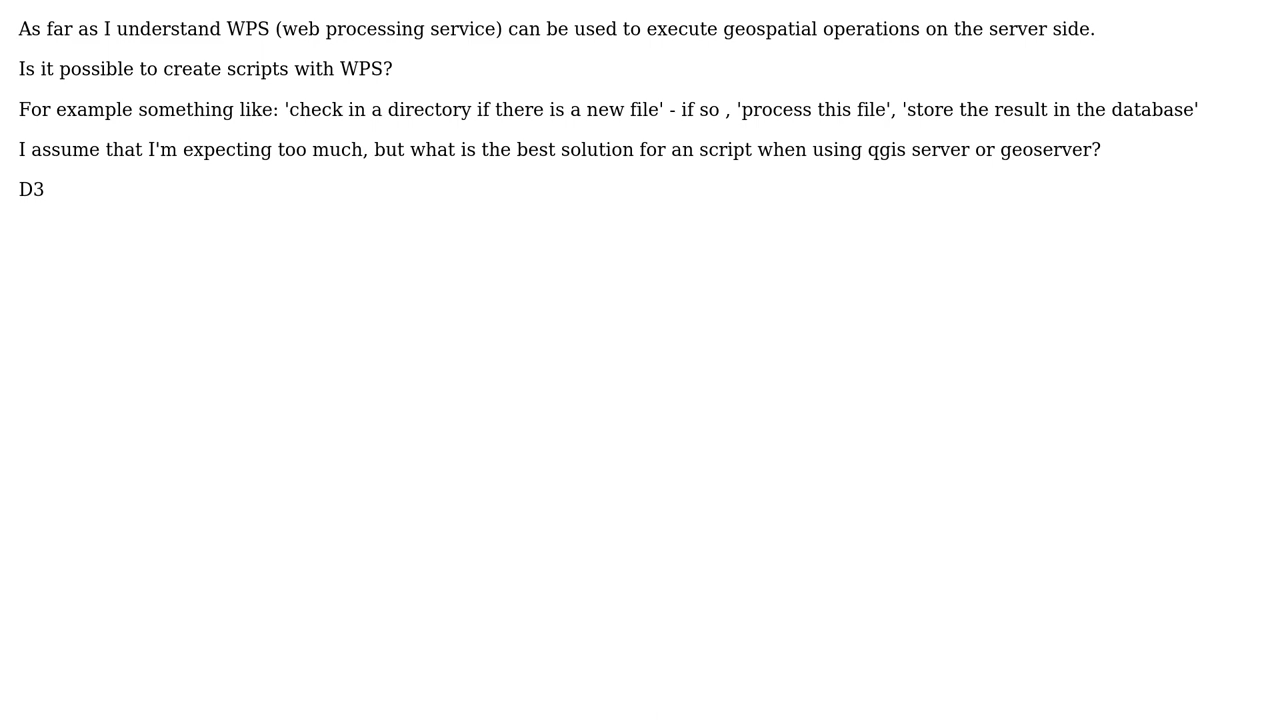 As far as I understand WPS (web processing service) can be used to execute geospatial operations on the server side.
Is it possible to create scripts with WPS?
For example something like: 'check in a directory if there is a new file' - if so , 'process this file', 'store the result in the database'
I assume that I'm expecting too much, but what is the best solution for an script when using qgis server or geoserver?
D3